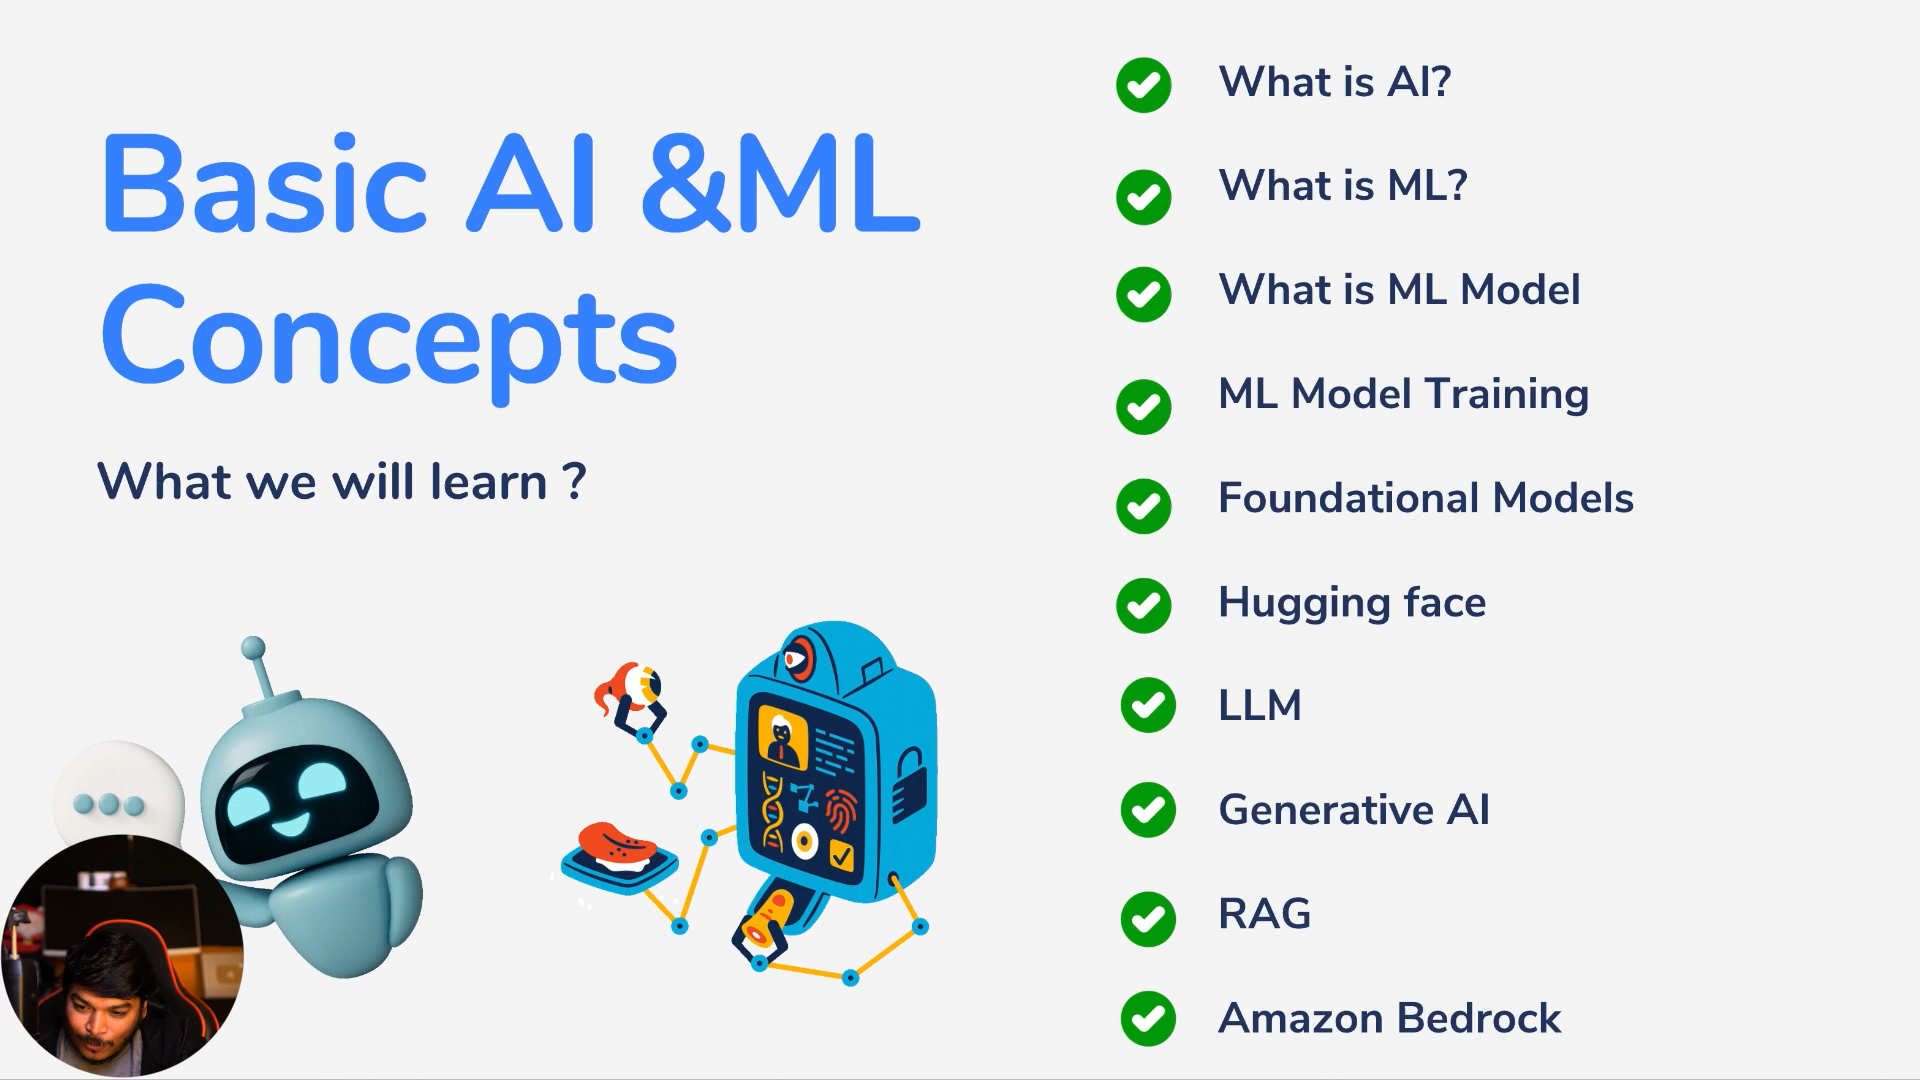 Basic AI &ML
Concepts
What we will learn ?
What is AI?
What is ML?
What is ML Model
ML Model Training
Foundational Models
Hugging face
LLM
Generative AI
RAG
Amazon Bedrock